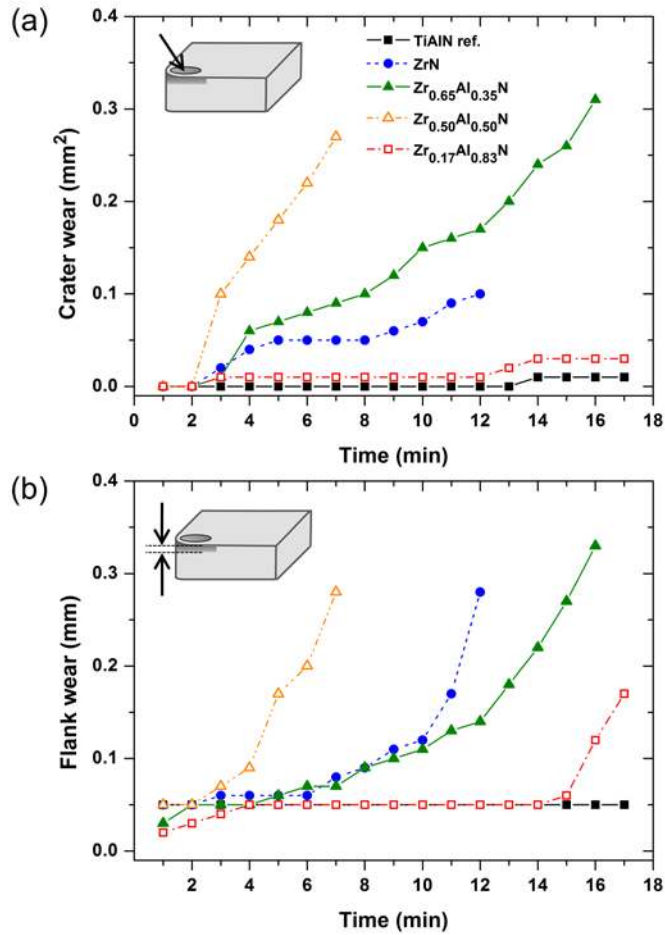 (a)
TiAlN ref.
ZrN
Zr0.65Al0.35N
Zr0.50Al0.50N
Zr0.17Al0.83N
Crater wear (mm2)
0.4
0.3
0.2
0.1
0.0
2 4 6 8 10 12 14 16 18
Time (min)
(b)
Flank wear (mm)
0.4
0.3
0.2
0.1
0.0
2 4 6 8 10 12 14 16 18
Time (min)